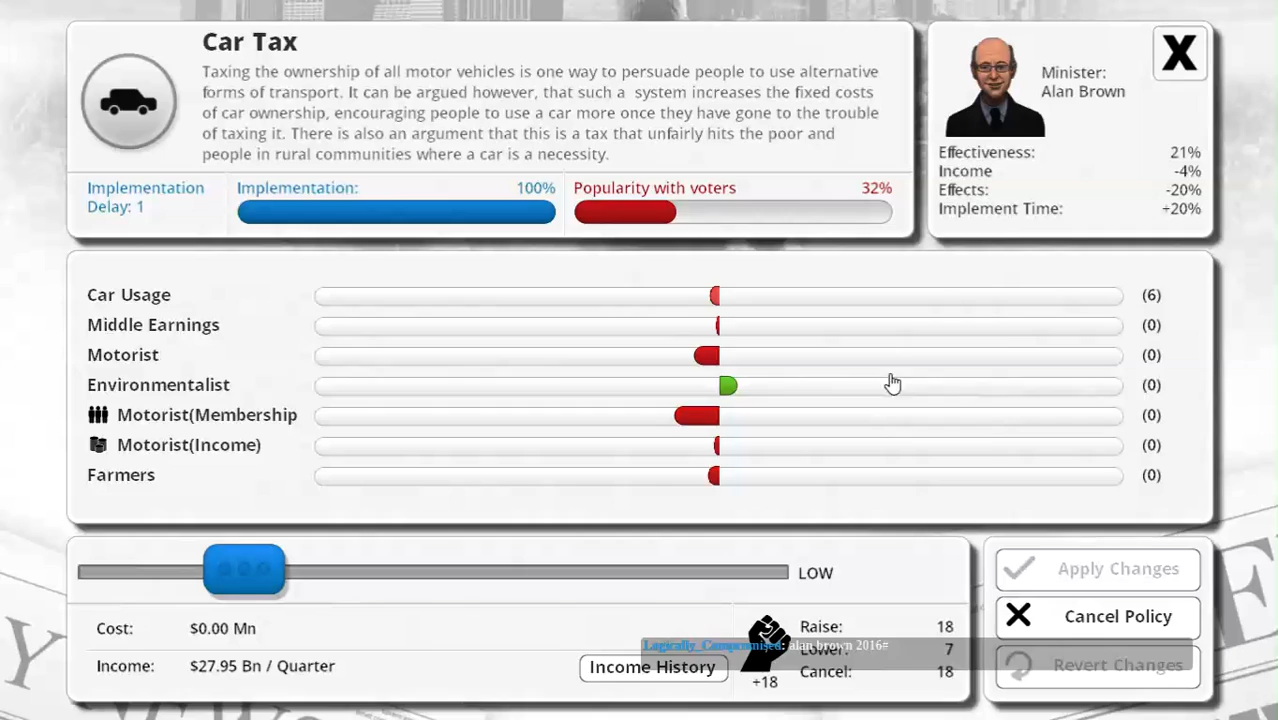 Car Tax
Taxing the ownership of all motor vehicles is one way to persuade people to use alternative
forms of transport. It can be argued however, that such a system increases the fixed costs
of car ownership, encouraging people to use a car more once they have gone to the trouble
of taxing it. There is also an argument that this is a tax that unfairly hits the poor and
people in rural communities where a car is a necessity.
Implementation
Delay: 1
Implementation: 100%
Popularity with voters 32%
X
Minister:
Alan Brown
Effectiveness: 21%
Income -4%
Effects: -20%
Implement Time: +20%
Car Usage (6)
Middle Earnings (0)
Motorist (0)
Environmentalist (0)
Motorist(Membership (0)
Motorist(Income) (0)
Farmers (0)
LOW
Cost: $0.00 Mn
Income: $27.95 Bn / Quarter
Income History
+18
Raise: 18
Lower: 7
Cancel: 18
Logically_Compromised: alan brown 2016#
Apply Changes
Cancel Policy
Revert Changes